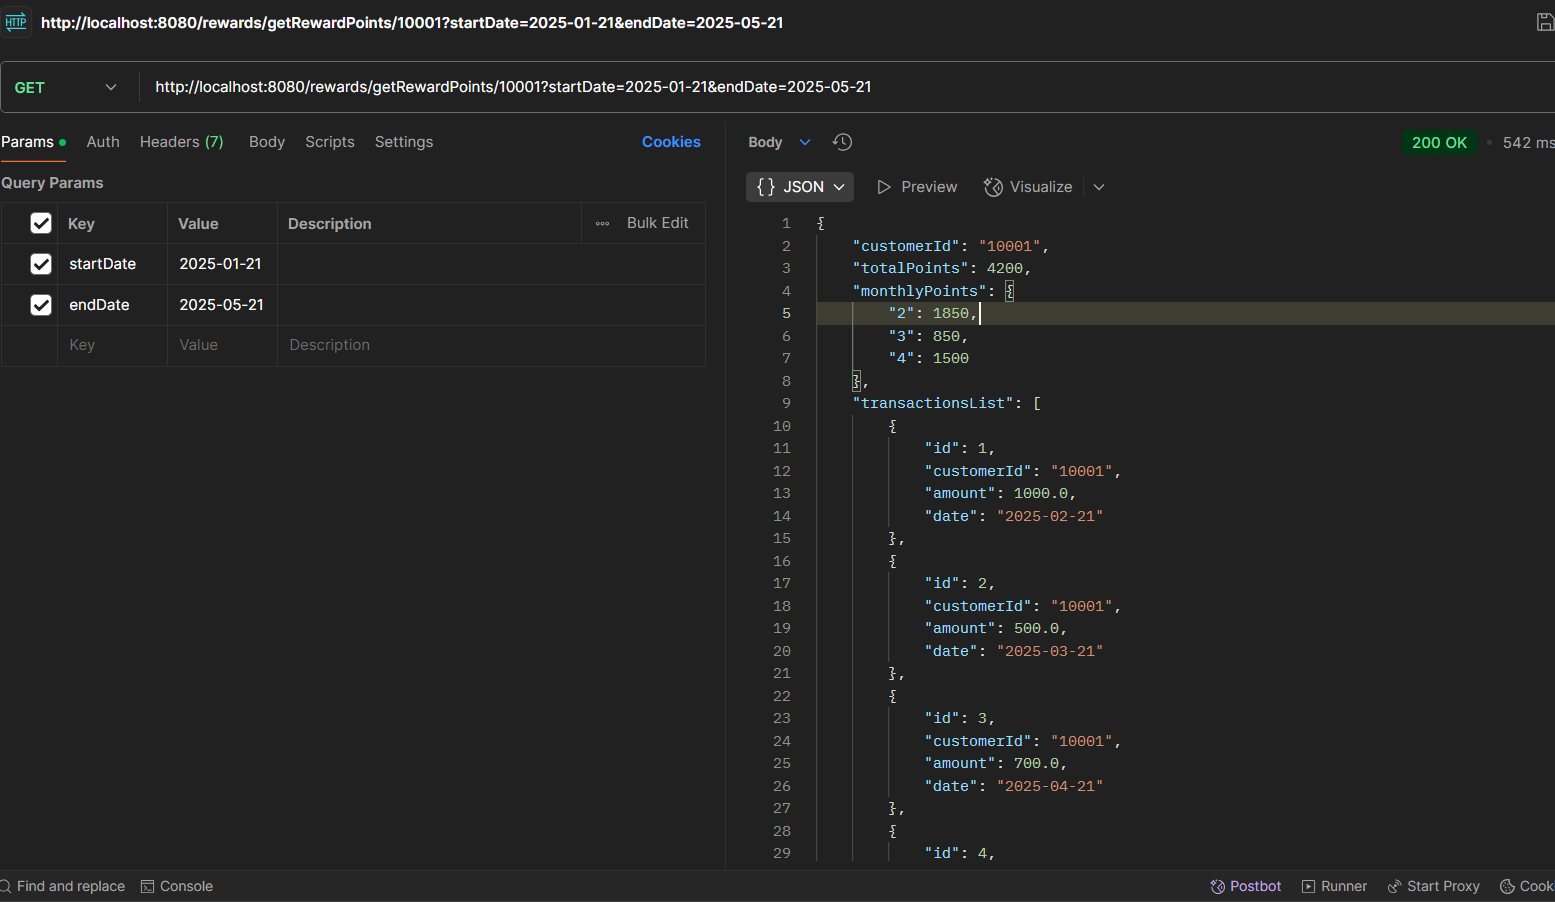 HTTP http://localhost:8080/rewards/getRewardPoints/10001?startDate=2025-01-21&endDate=2025-05-21
GET http://localhost:8080/rewards/getRewardPoints/10001?startDate=2025-01-21&endDate=2025-05-21
Params Auth Headers (7) Body Scripts Settings Cookies
Query Params
Key Value Description Bulk Edit
startDate 2025-01-21
endDate 2025-05-21
Key Value Description
Body 200 OK 542 ms
{} JSON Preview Visualize
1 {
2 "customerId": "10001",
3 "totalPoints": 4200,
4 "monthlyPoints": {
5 "2": 1850,
6 "3": 850,
7 "4": 1500
8 },
9 "transactionsList": [
10 {
11 "id": 1,
12 "customerId": "10001",
13 "amount": 1000.0,
14 "date": "2025-02-21"
15 },
16 {
17 "id": 2,
18 "customerId": "10001",
19 "amount": 500.0,
20 "date": "2025-03-21"
21 },
22 {
23 "id": 3,
24 "customerId": "10001",
25 "amount": 700.0,
26 "date": "2025-04-21"
27 },
28 {
29 "id": 4,
Find and replace Console Postbot Runner Start Proxy Cook